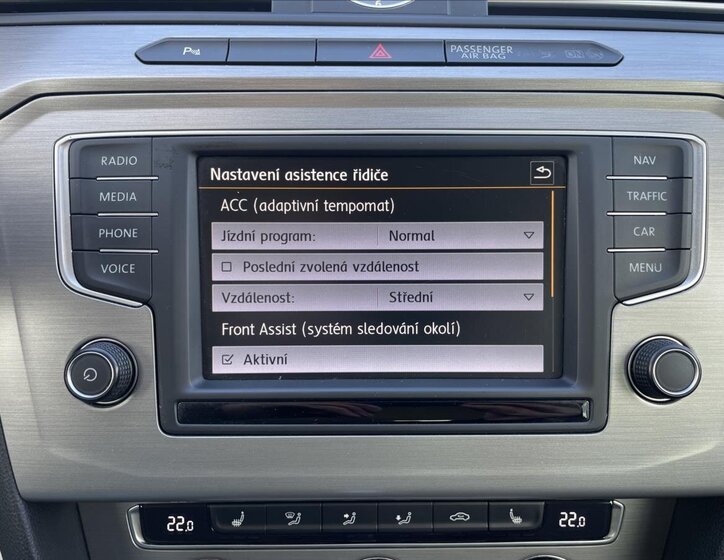 P
PASSENGER
AIR BAG
ON
RADIO
MEDIA
PHONE
VOICE
Nastavení asistence řidiče
ACC (adaptivní tempomat)
Jízdní program: Normal
Poslední zvolená vzdálenost
Vzdálenost: Střední
Front Assist (systém sledování okolí)
Aktivní
NAV
TRAFFIC
CAR
MENU
22.0
22.0